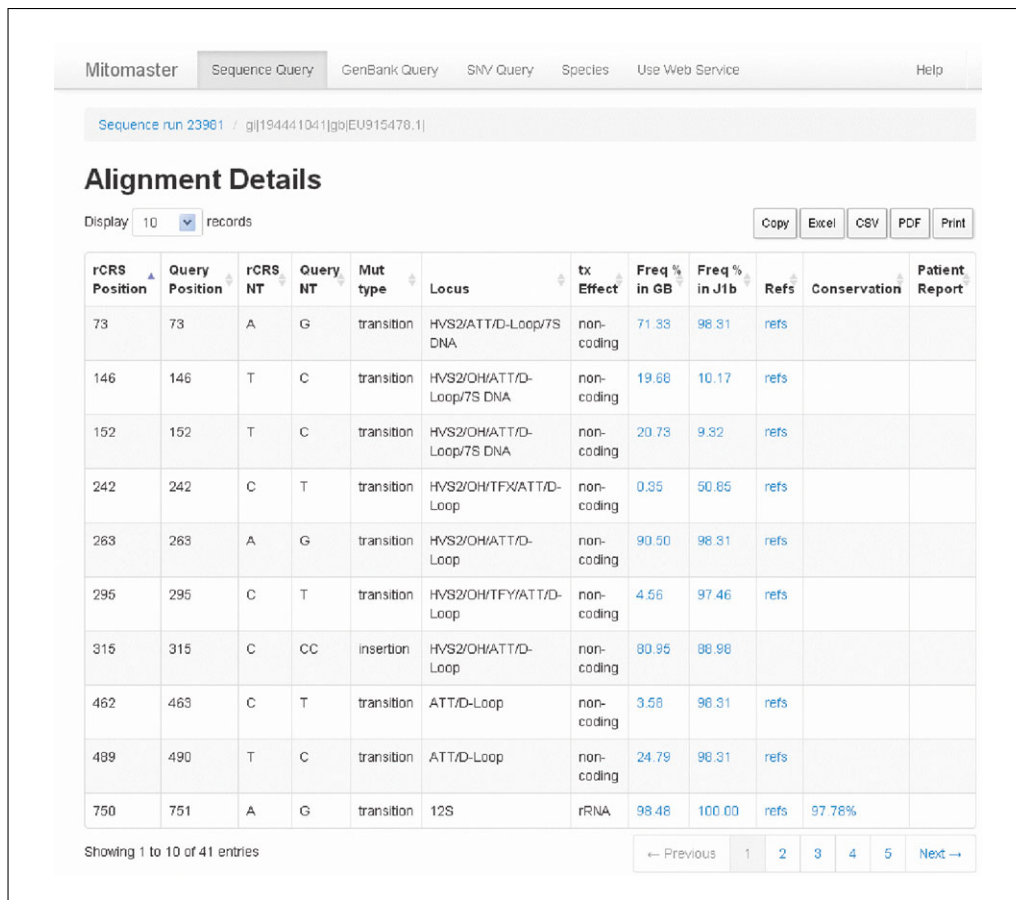 Mitomaster Sequence Query GenBank Query SNV Query Species Use Web Service Help
Sequence run 23981 / gi|194441041|gb|EU915478.1|
Alignment Details
Display 10 records Copy Excel CSV PDF Print
rCRS Position Query Position rCRS NT Query NT Mut type Locus tx Effect Freq % in GB Freq % in J1b Refs Conservation Patient Report
73 73 A G transition HVS2/ATT/D-Loop/7S DNA non-coding 71.33 98.31 refs
146 146 T C transition HVS2/OH/ATT/D-Loop/7S DNA non-coding 19.68 10.17 refs
152 152 T C transition HVS2/OH/ATT/D-Loop/7S DNA non-coding 20.73 9.32 refs
242 242 C T transition HVS2/OH/TFX/ATT/D-Loop non-coding 0.35 50.85 refs
263 263 A G transition HVS2/OH/ATT/D-Loop non-coding 90.50 98.31 refs
295 295 C T transition HVS2/OH/TFY/ATT/D-Loop non-coding 4.56 97.46 refs
315 315 C CC insertion HVS2/OH/ATT/D-Loop non-coding 80.95 88.98
462 463 C T transition ATT/D-Loop non-coding 3.58 98.31 refs
489 490 T C transition ATT/D-Loop non-coding 24.79 98.31 refs
750 751 A G transition 12S rRNA 98.48 100.00 refs 97.78%
Showing 1 to 10 of 41 entries ← Previous 1 2 3 4 5 Next →